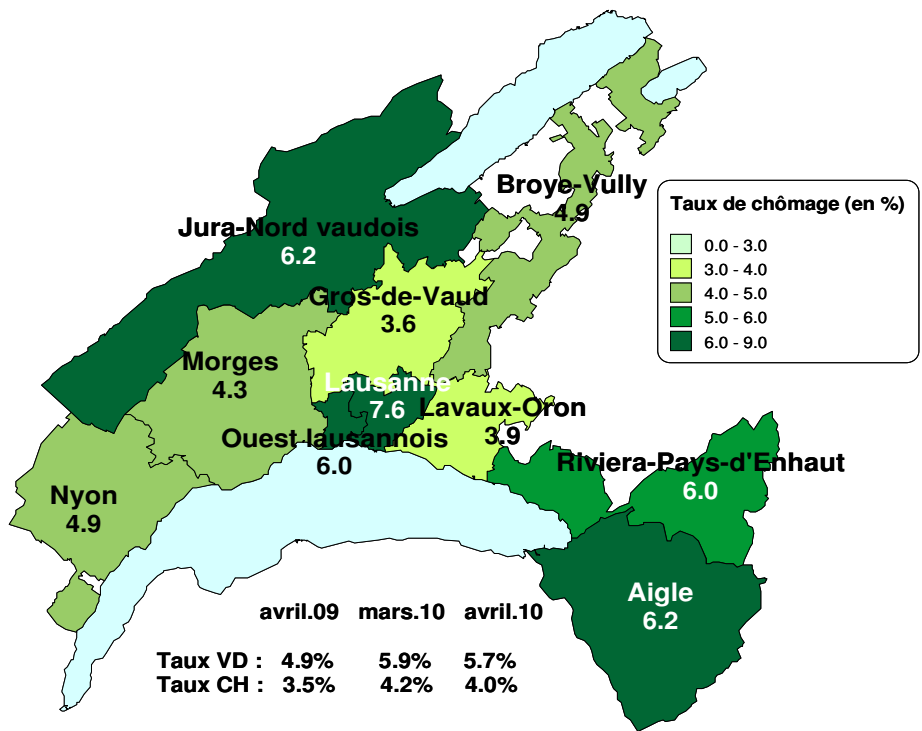 Broye-Vully
4.9
Taux de chômage (en %)
0.0 - 3.0
3.0 - 4.0
4.0 - 5.0
5.0 - 6.0
6.0 - 9.0
Jura-Nord vaudois
6.2
Gros-de-Vaud
3.6
Morges
4.3
Lausanne
7.6
Lavaux-Oron
3.9
Ouest lausannois
6.0
Riviera-Pays-d'Enhaut
6.0
Nyon
4.9
Aigle
6.2
avril.09 mars.10 avril.10
Taux VD : 4.9% 5.9% 5.7%
Taux CH : 3.5% 4.2% 4.0%